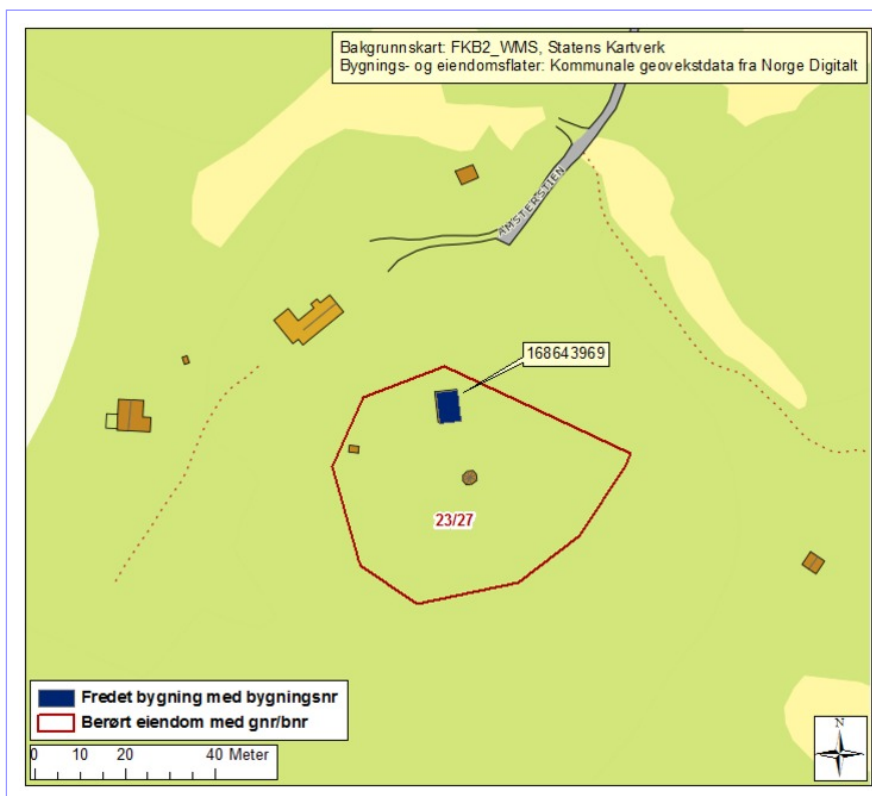 Bakgrunnskart: FKB2_WMS, Statens Kartverk
Bygnings- og eiendomsflater: Kommunale geovekstdata fra Norge Digitalt
ÅMSTERSTIEN
168643969
23/27
Fredet bygning med bygningsnr
Berørt eiendom med gnr/bnr
0 10 20 40 Meter
N